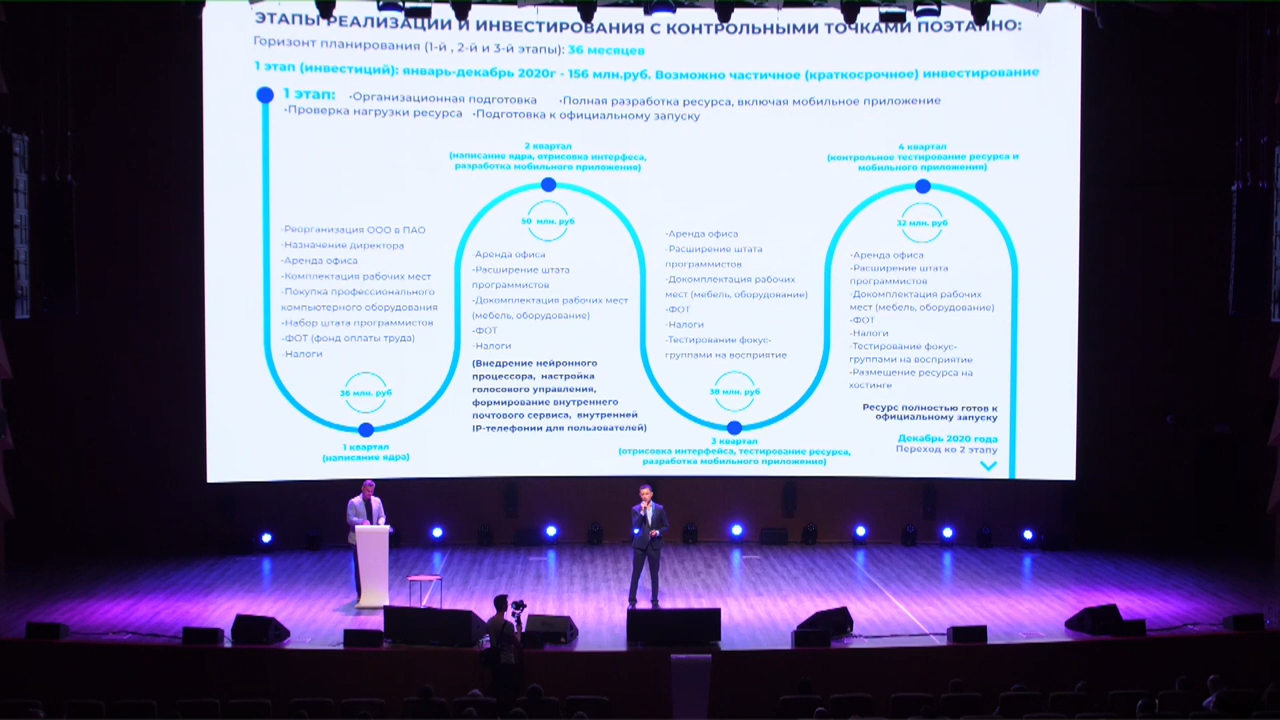 ЭТАПЫ РЕАЛИЗАЦИИ И ИНВЕСТИРОВАНИЯ С КОНТРОЛЬНЫМИ ТОЧКАМИ ПОЭТАПНО:
Горизонт планирования (1-й , 2-й и 3-й этапы): 36 месяцев
1 этап (инвестиций): январь-декабрь 2020г - 156 млн.руб. Возможно частичное (краткосрочное) инвестирование
1 этап: •Организационная подготовка •Полная разработка ресурса, включая мобильное приложение
•Проверка нагрузки ресурса •Подготовка к официальному запуску
-Реорганизация ООО в ПАО
-Назначение директора
-Аренда офиса
-Комплектация рабочих мест
-Покупка профессионального
компьютерного оборудования
-Набор штата программистов
-ФОТ (фонд оплаты труда)
-Налоги
36 млн. руб
1 квартал
(написание ядра)
2 квартал
(написание ядра, отрисовка интерфеса,
разработка мобильного приложения)
50 млн. руб
-Аренда офиса
-Расширение штата
программистов
-Докомплектация рабочих мест
(мебель, оборудование)
-ФОТ
-Налоги
(Внедрение нейронного
процессора, настройка
голосового управления,
формирование внутреннего
почтового сервиса, внутренней
IP-телефонии для пользователей)
-Аренда офиса
-Расширение штата
программистов
-Докомплектация рабочих
мест (мебель, оборудование)
-ФОТ
-Налоги
-Тестирование фокус-
группами на восприятие
38 млн. руб
3 квартал
(отрисовка интерфейса, тестирование ресурса,
разработка мобильного приложения)
4 квартал
(контрольное тестирование ресурса и
мобильного приложения)
32 млн. руб
-Аренда офиса
-Расширение штата
программистов
-Докомплектация рабочих
мест (мебель, оборудование)
-ФОТ
-Налоги
-Тестирование фокус-
группами на восприятие
-Размещение ресурса на
хостинге
Ресурс полностью готов к
официальному запуску
Декабрь 2020 года
Переход ко 2 этапу